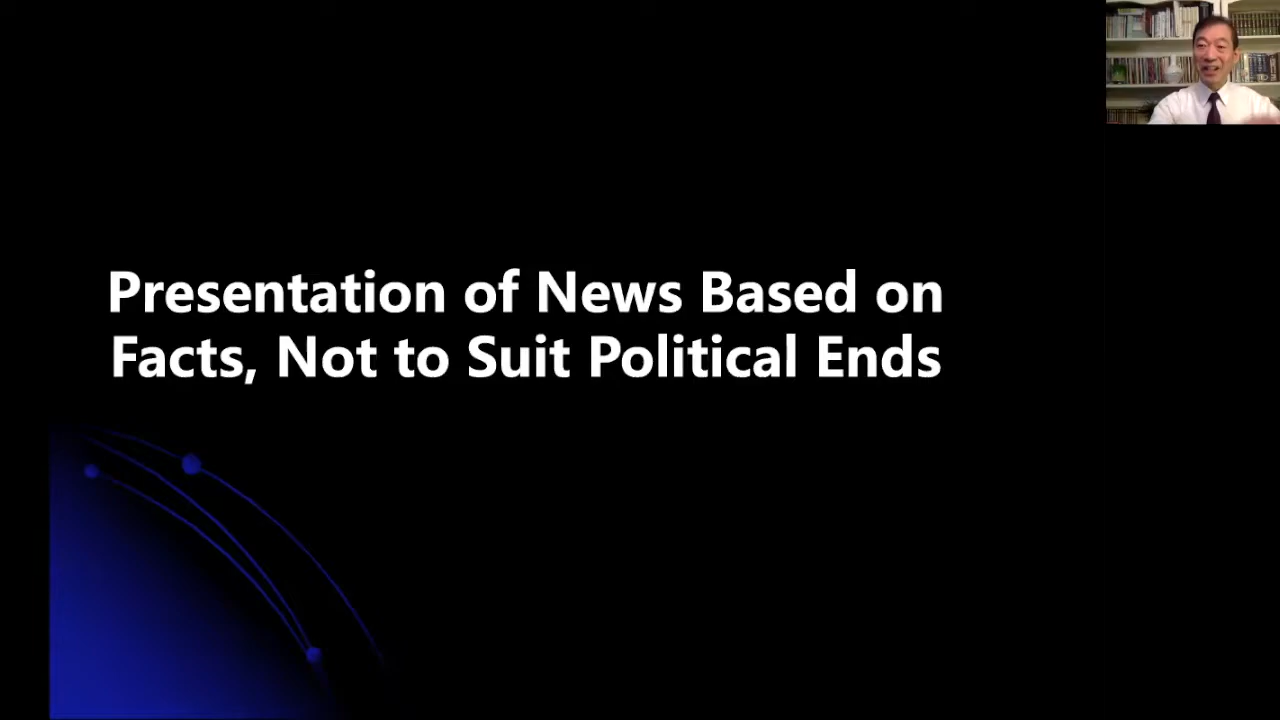 Presentation of News Based on
Facts, Not to Suit Political Ends